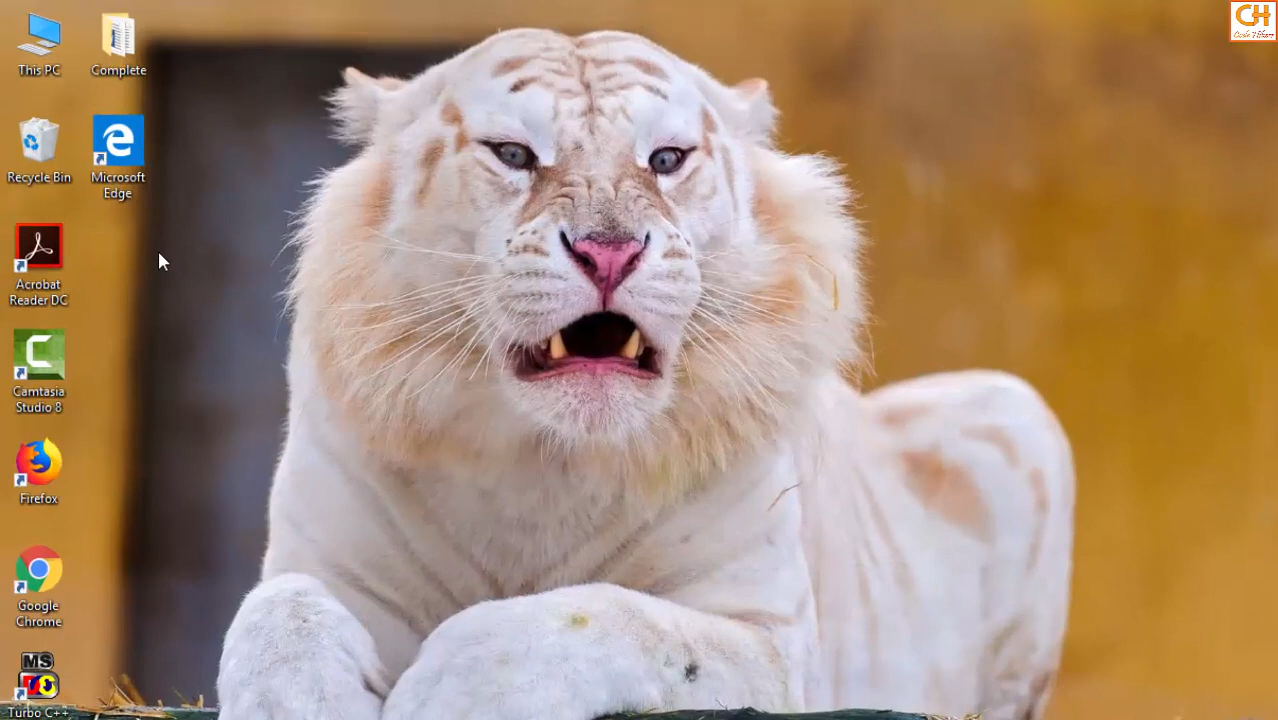 This PC
Complete
Recycle Bin
Microsoft
Edge
Acrobat
Reader DC
Camtasia
Studio 8
Firefox
Google
Chrome
MS
Turbo C++
CH